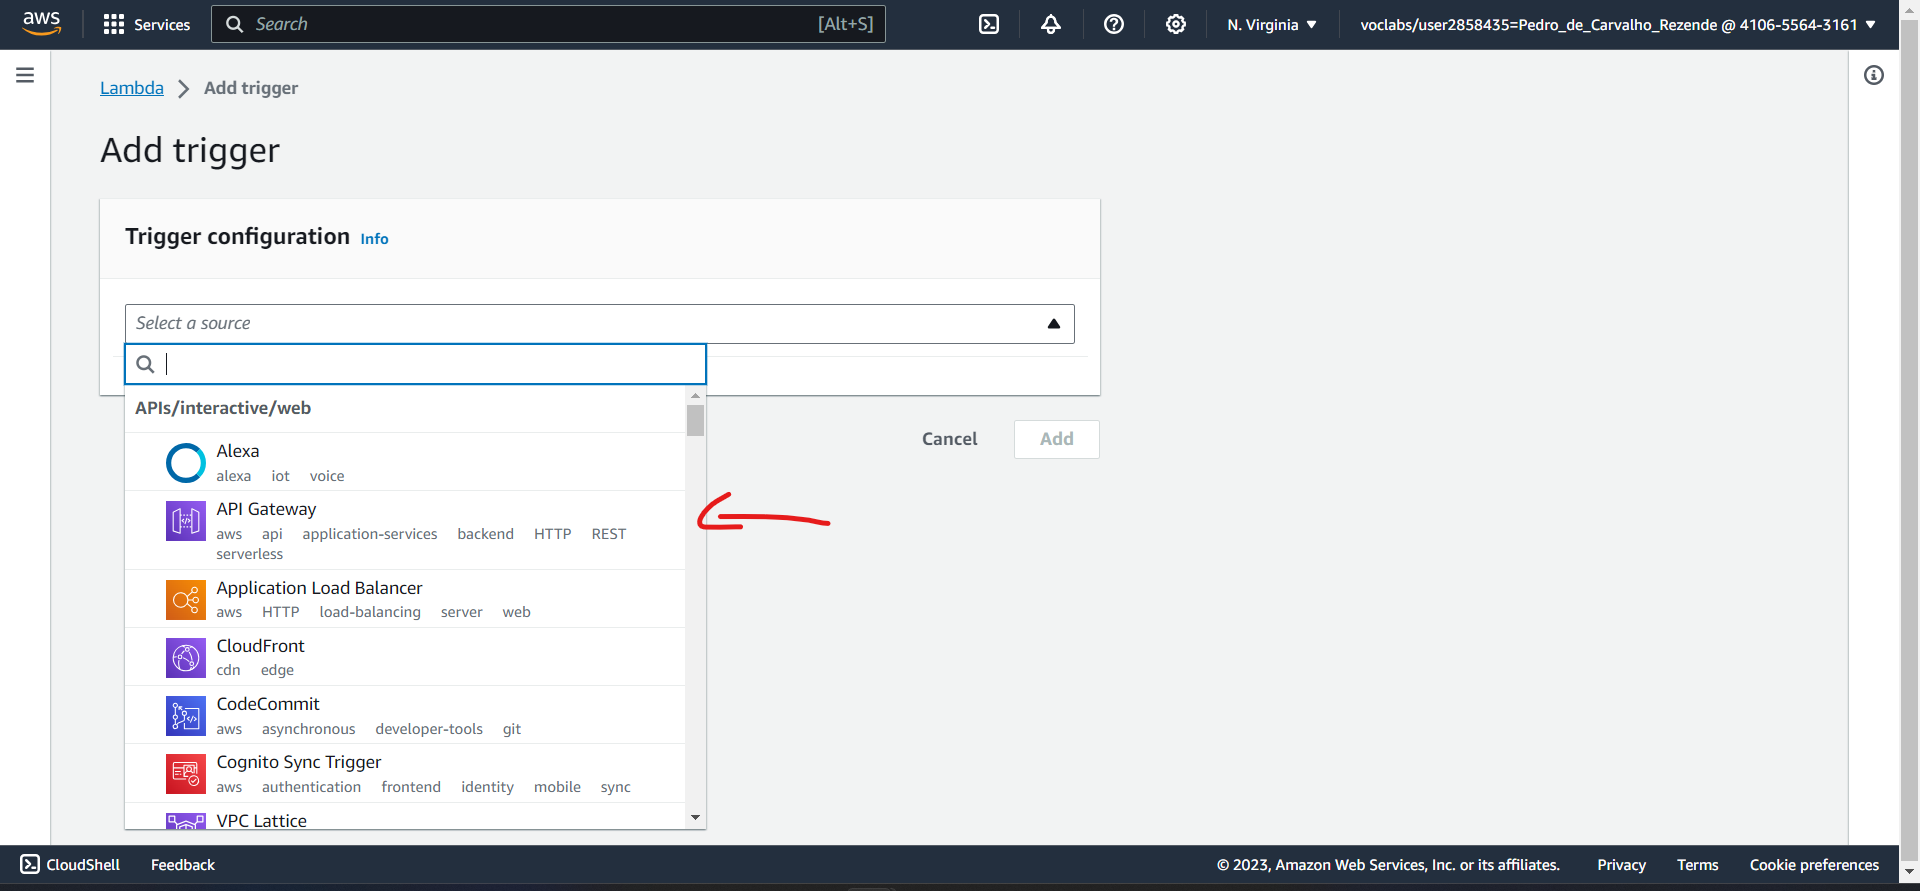 aws
Services
Search [Alt+S]
N. Virginia
voclabs/user2858435=Pedro_de_Carvalho_Rezende @ 4106-5564-3161
Lambda Add trigger
Add trigger
Trigger configuration Info
Select a source
APIs/interactive/web
Alexa
alexa iot voice
API Gateway
aws api application-services backend HTTP REST
serverless
Application Load Balancer
aws HTTP load-balancing server web
CloudFront
cdn edge
CodeCommit
aws asynchronous developer-tools git
Cognito Sync Trigger
aws authentication frontend identity mobile sync
VPC Lattice
Cancel Add
CloudShell Feedback
© 2023, Amazon Web Services, Inc. or its affiliates. Privacy Terms Cookie preferences